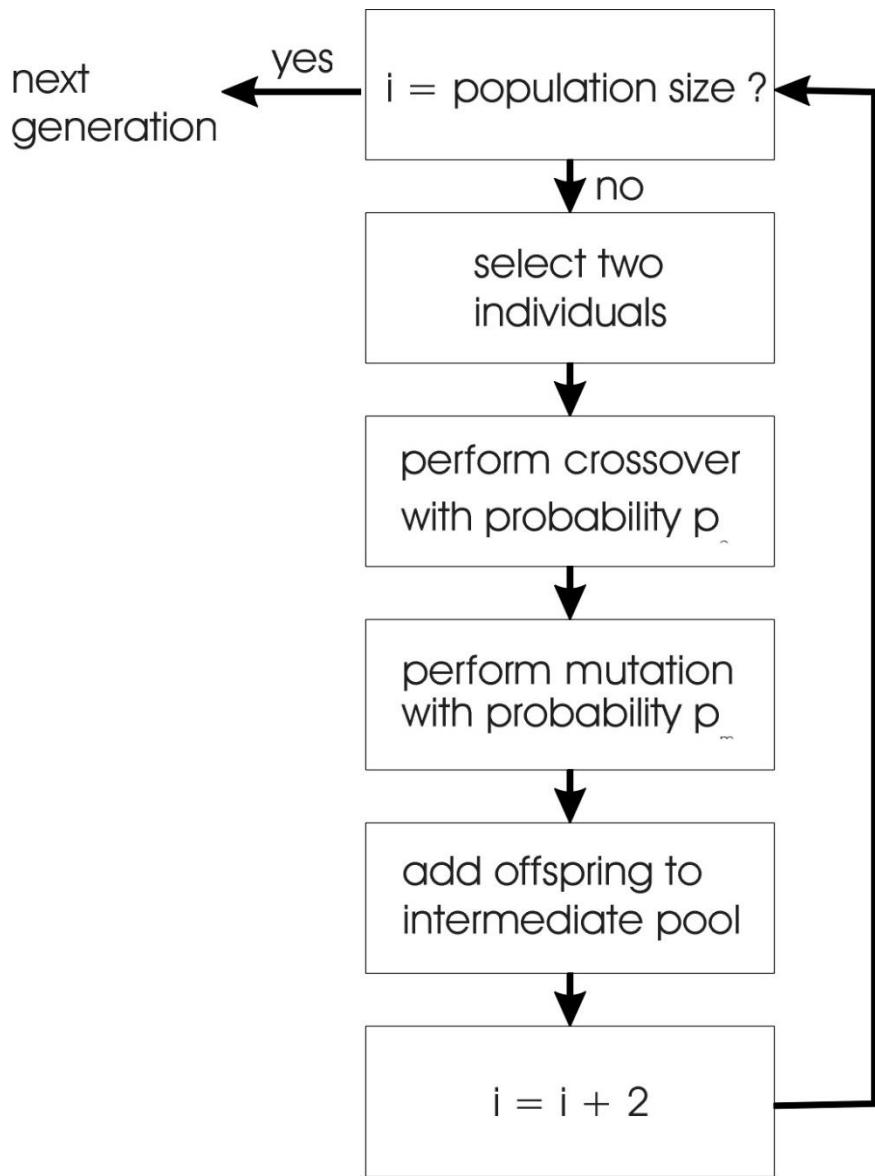 yes
next
generation
i = population size ?
no
select two
individuals
perform crossover
with probability p
perform mutation
with probability p_m
add offspring to
intermediate pool
i = i + 2